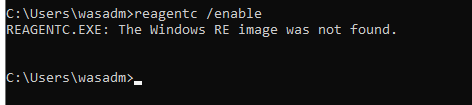 C:\Users\wasadm>reagentc /enable
REAGENTC.EXE: The Windows RE image was not found.
C:\Users\wasadm>